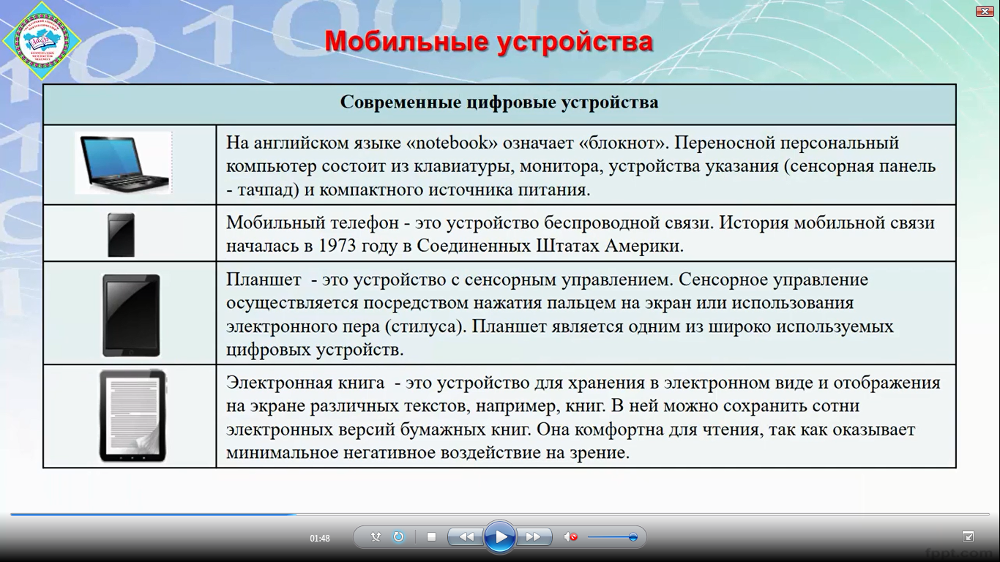 Мобильные устройства
Современные цифровые устройства
На английском языке «notebook» означает «блокнот». Переносной персональный
компьютер состоит из клавиатуры, монитора, устройства указания (сенсорная панель
- тачпад) и компактного источника питания.
Мобильный телефон - это устройство беспроводной связи. История мобильной связи
началась в 1973 году в Соединенных Штатах Америки.
Планшет - это устройство с сенсорным управлением. Сенсорное управление
осуществляется посредством нажатия пальцем на экран или использования
электронного пера (стилуса). Планшет является одним из широко используемых
цифровых устройств.
Электронная книга - это устройство для хранения в электронном виде и отображения
на экране различных текстов, например, книг. В ней можно сохранить сотни
электронных версий бумажных книг. Она комфортна для чтения, так как оказывает
минимальное негативное воздействие на зрение.
01:48
fppt.com